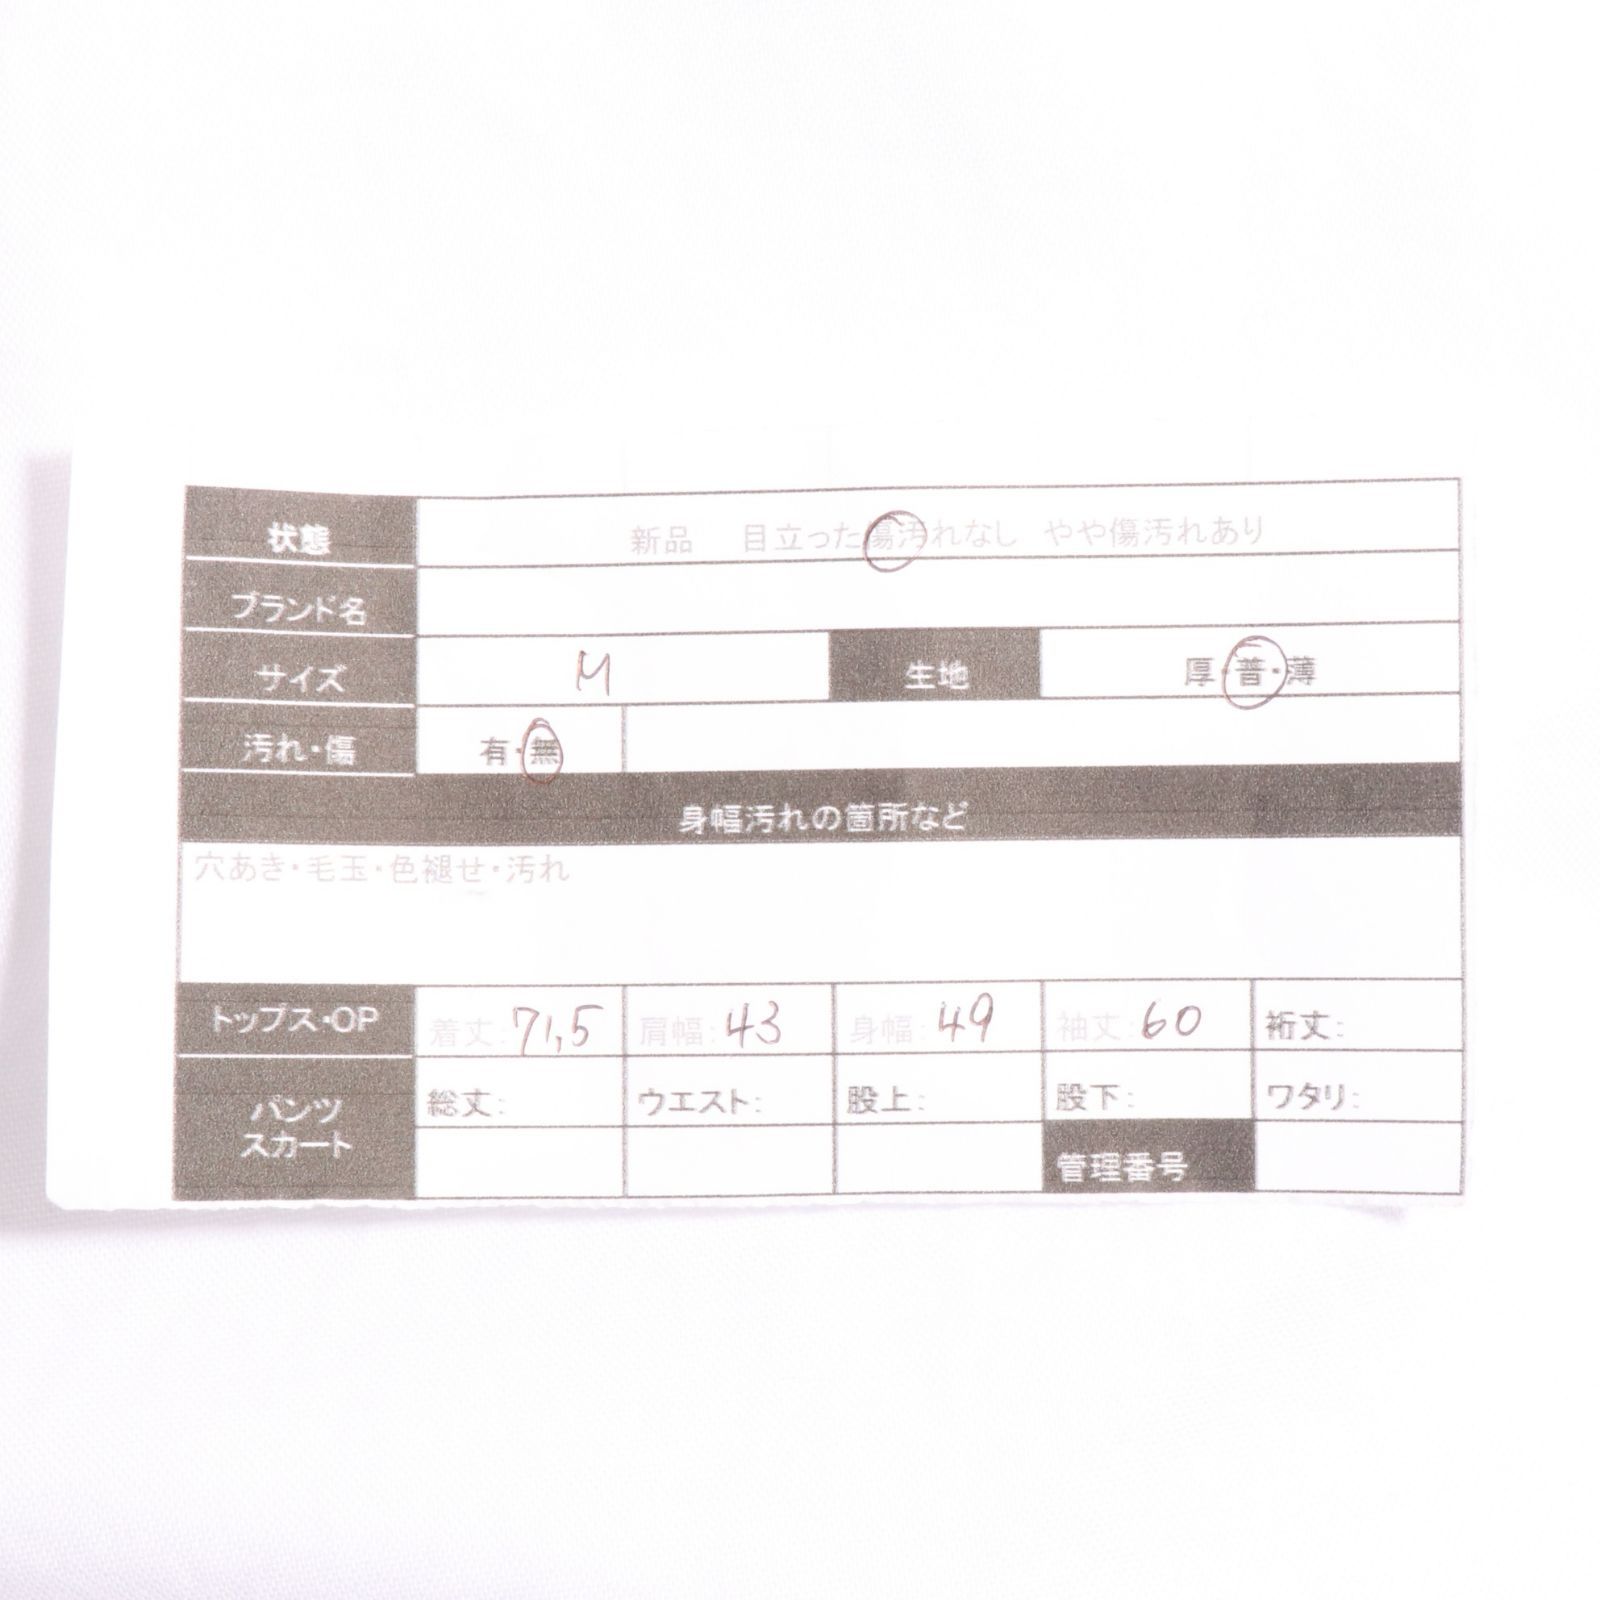 状態 新品 目立った傷汚れなし やや傷汚れあり
ブランド名
サイズ M 生地 厚・普・薄
汚れ・傷 有・無
身幅汚れの箇所など
穴あき・毛玉・色褪せ・汚れ
トップス・OP 着丈:71,5 肩幅:43 身幅:49 袖丈:60 裄丈:
パンツ スカート 総丈: ウエスト: 股上: 股下: ワタリ:
管理番号